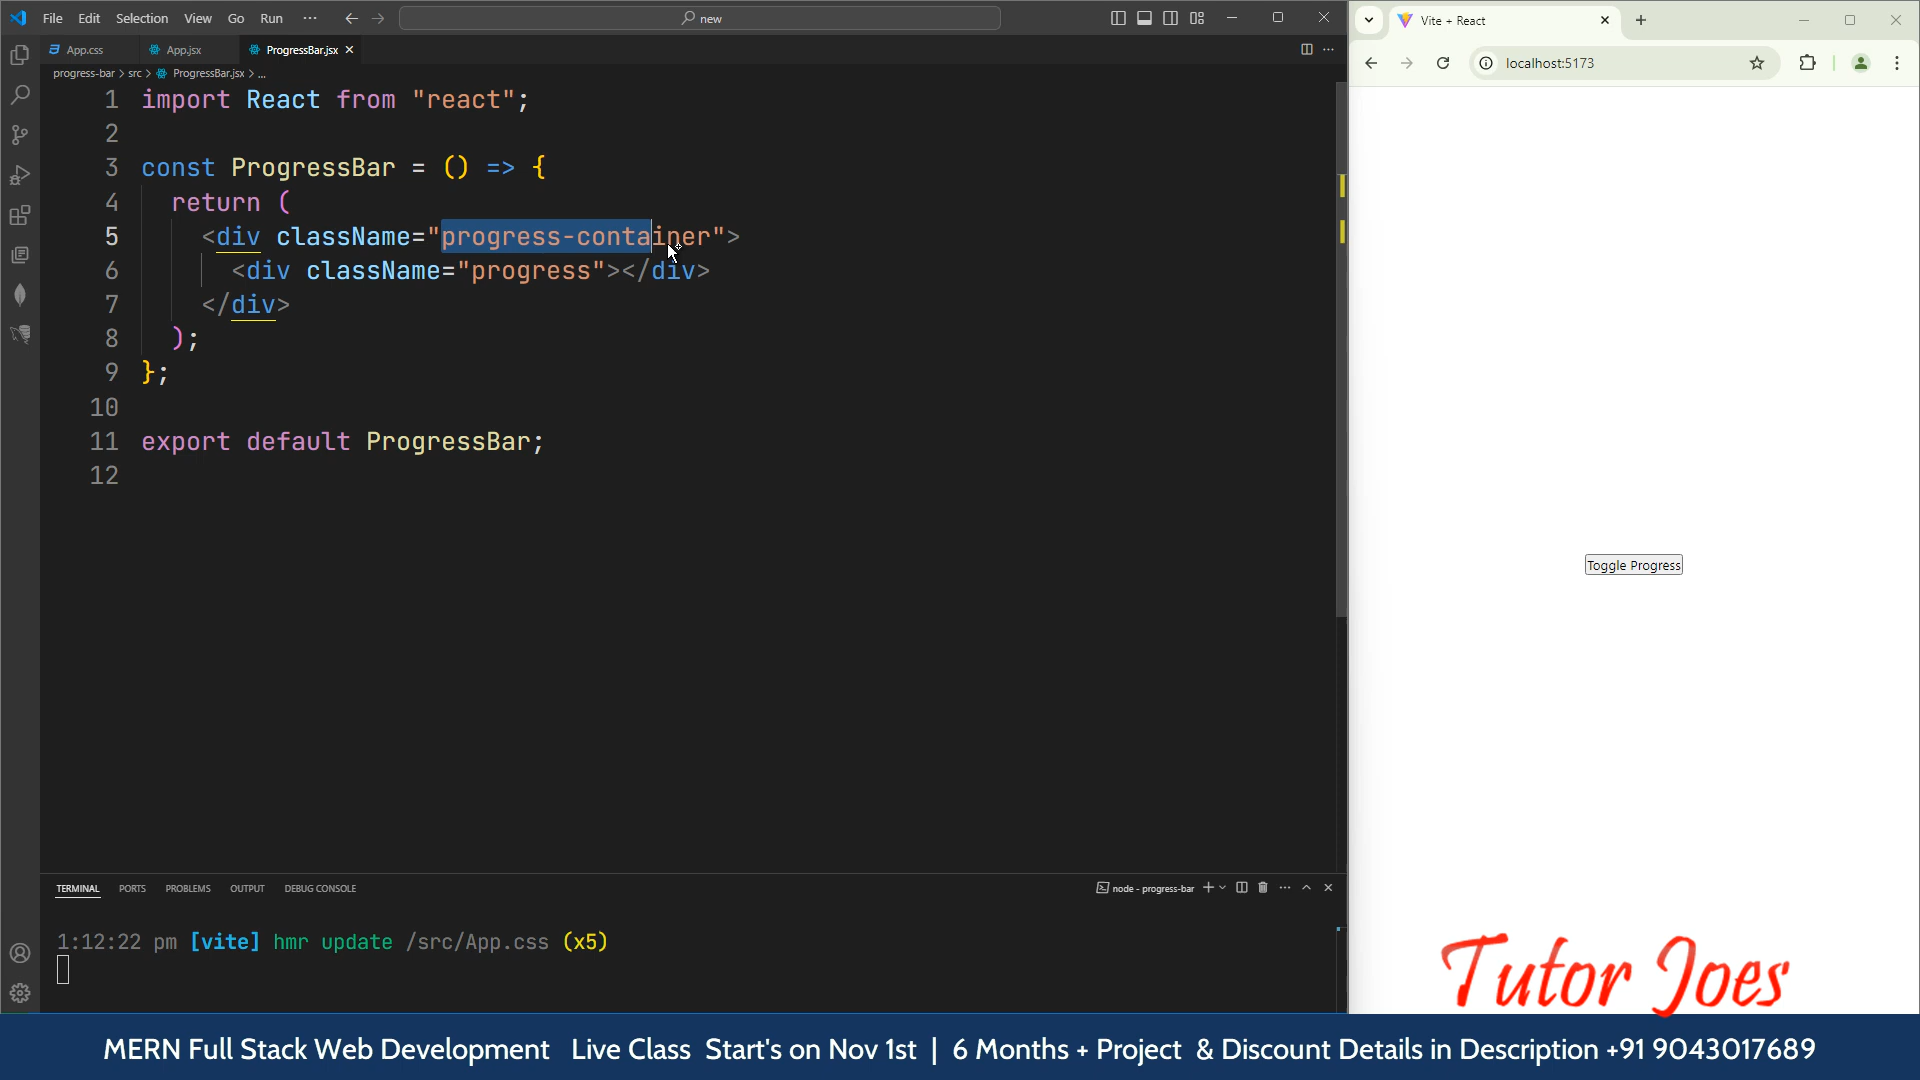 File Edit Selection View Go Run ··· new
App.css App.jsx ProgressBar.jsx
progress-bar > src > ProgressBar.jsx > ...
1 import React from "react";
2
3 const ProgressBar = () => {
4 return (
5 <div className="progress-container">
6 <div className="progress"></div>
7 </div>
8 );
9 };
10
11 export default ProgressBar;
12
TERMINAL PORTS PROBLEMS OUTPUT DEBUG CONSOLE node - progress-bar
1:12:22 pm [vite] hmr update /src/App.css (x5)
Vite + React
localhost:5173
Toggle Progress
Tutor Joes
MERN Full Stack Web Development Live Class Start's on Nov 1st | 6 Months + Project & Discount Details in Description +91 9043017689